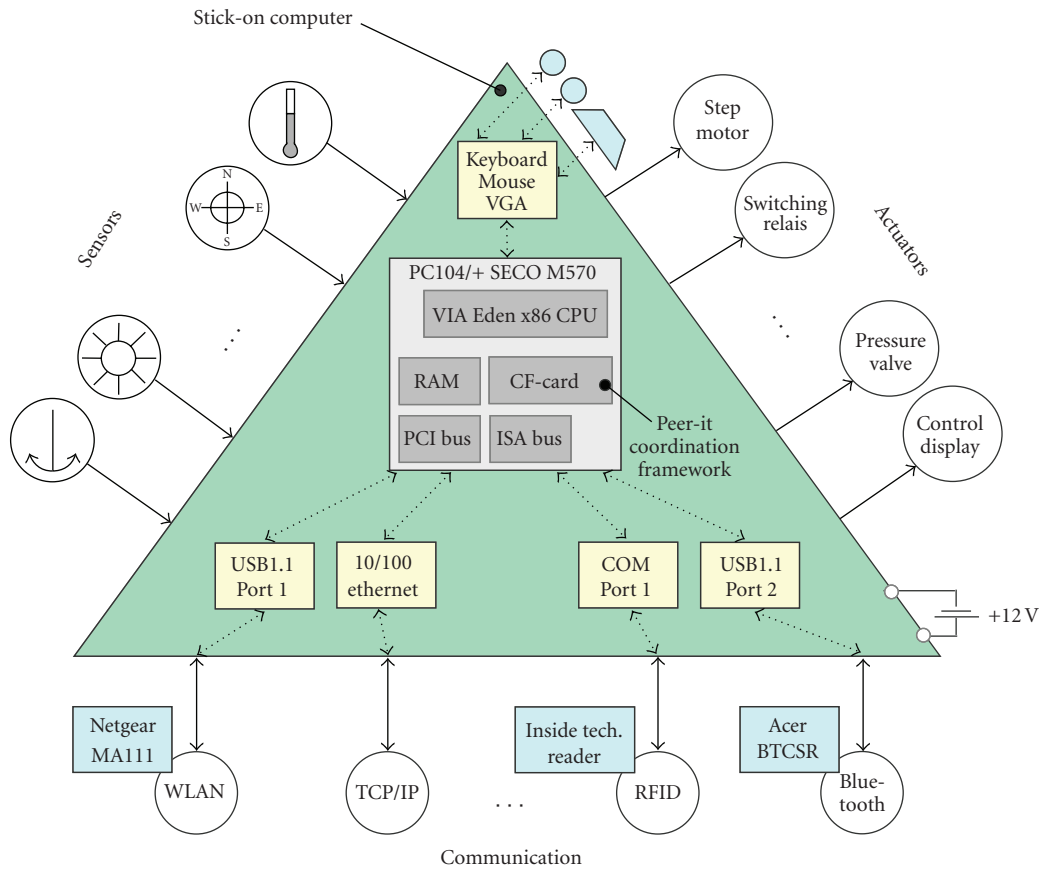 Stick-on computer
Step
motor
Keyboard
Mouse
VGA
N
W
E
S
Switching
relais
Sensors
Actuators
PC104/+ SECO M570
VIA Eden x86 CPU
. . .
. . .
Pressure
valve
RAM
CF-card
Peer-it
coordination
framework
PCI bus
ISA bus
Control
display
USB1.1
Port 1
10/100
ethernet
COM
Port 1
USB1.1
Port 2
+12 V
Netgear
MA111
Inside tech.
reader
Acer
BTCSR
WLAN
TCP/IP
. . .
RFID
Blue-
tooth
Communication